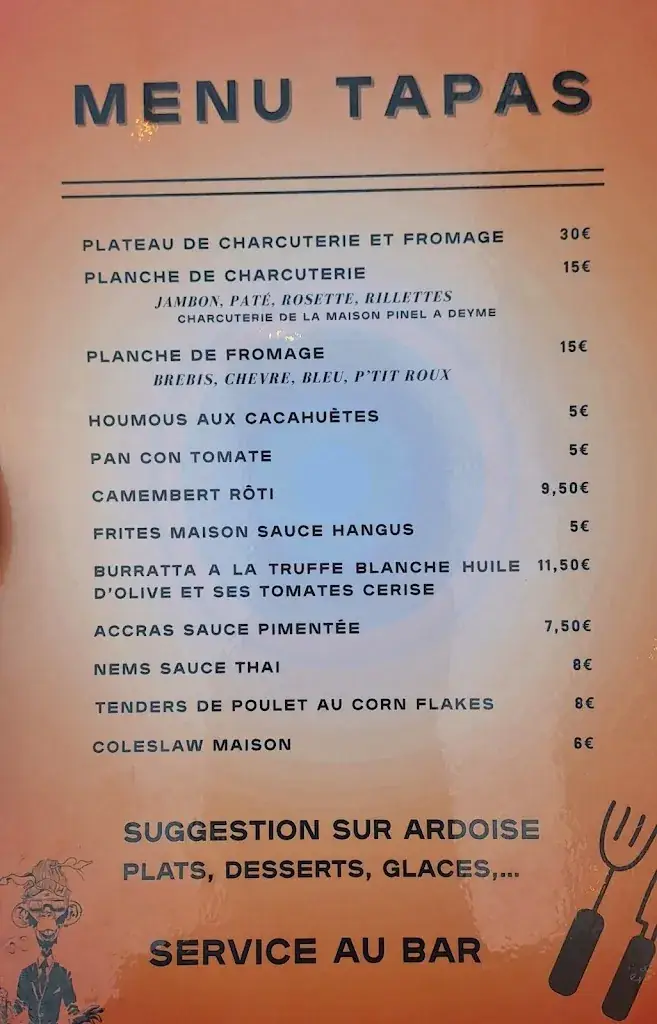 MENU TAPAS
PLATEAU DE CHARCUTERIE ET FROMAGE 30€
PLANCHE DE CHARCUTERIE 15€
JAMBON, PATÉ, ROSETTE, RILLETTES
CHARCUTERIE DE LA MAISON PINEL A DEYME
PLANCHE DE FROMAGE 15€
BREBIS, CHEVRE, BLEU, P'TIT ROUX
HOUMOUS AUX CACAHUÈTES 5€
PAN CON TOMATE 5€
CAMEMBERT RÔTI 9,50€
FRITES MAISON SAUCE HANGUS 5€
BURRATTA A LA TRUFFE BLANCHE HUILE 11,50€
D'OLIVE ET SES TOMATES CERISE
ACCRAS SAUCE PIMENTÉE 7,50€
NEMS SAUCE THAI 8€
TENDERS DE POULET AU CORN FLAKES 8€
COLESLAW MAISON 6€
SUGGESTION SUR ARDOISE
PLATS, DESSERTS, GLACES,...
SERVICE AU BAR